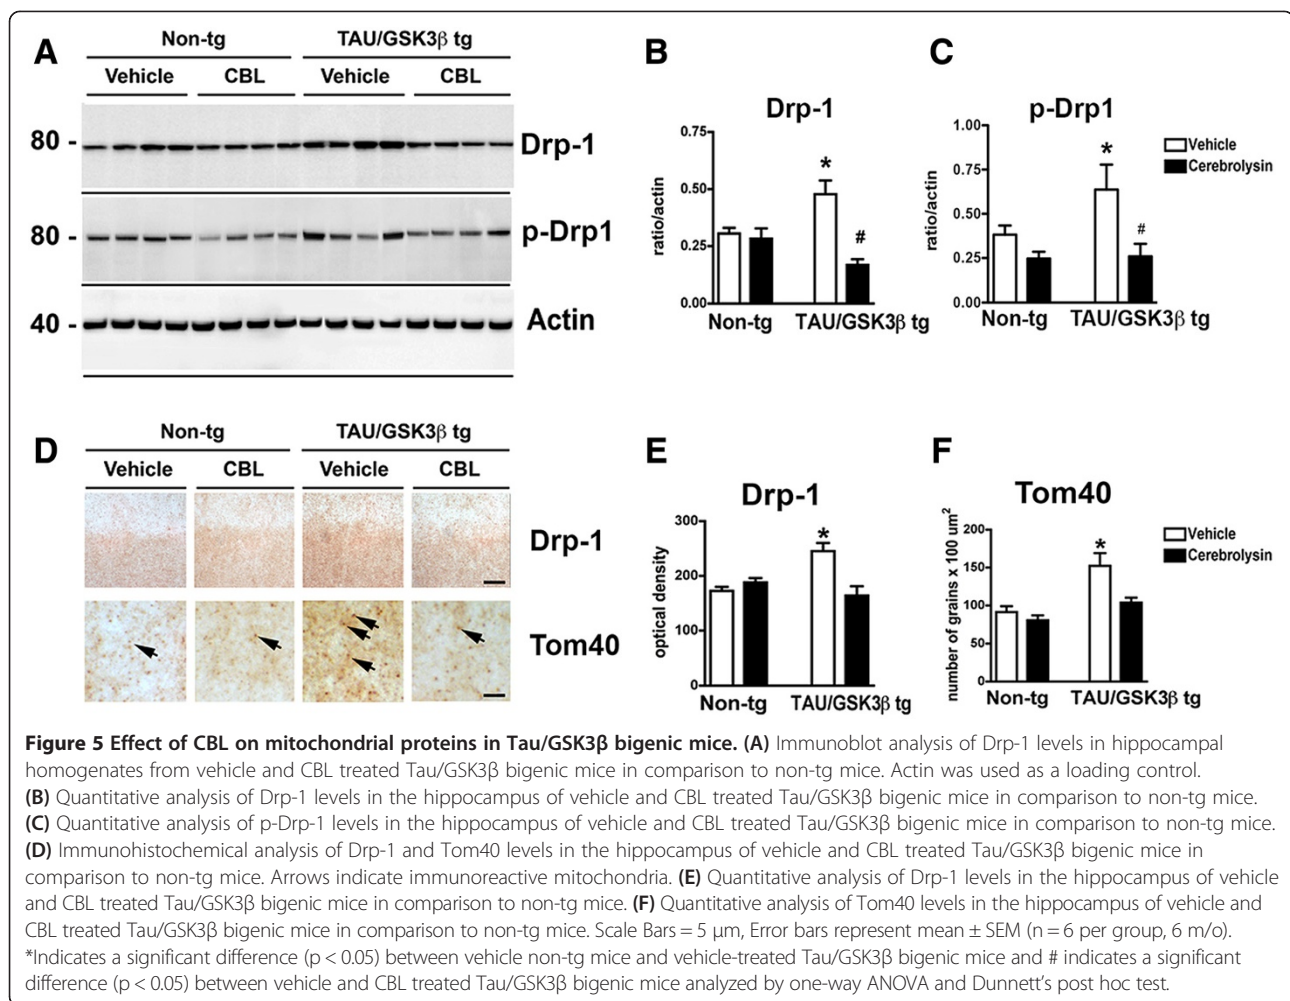 A
Non-tg
TAU/GSK3β tg
Vehicle
CBL
Vehicle
CBL
80 -
Drp-1
80 -
p-Drp1
40 -
Actin
B
Drp-1
ratio/actin
0.75
0.50
0.25
0.00
*
#
Non-tg
TAU/GSK3β tg
C
p-Drp1
ratio/actin
1.00
0.75
0.50
0.25
0.00
*
#
Non-tg
TAU/GSK3β tg
Vehicle
Cerebrolysin
D
Non-tg
TAU/GSK3β tg
Vehicle
CBL
Vehicle
CBL
Drp-1
Tom40
E
Drp-1
optical density
300
200
100
0
*
Non-tg
TAU/GSK3β tg
F
Tom40
number of grains x 100 um²
200
150
100
50
0
*
Non-tg
TAU/GSK3β tg
Vehicle
Cerebrolysin
Figure 5 Effect of CBL on mitochondrial proteins in Tau/GSK3β bigenic mice. (A) Immunoblot analysis of Drp-1 levels in hippocampal
homogenates from vehicle and CBL treated Tau/GSK3β bigenic mice in comparison to non-tg mice. Actin was used as a loading control.
(B) Quantitative analysis of Drp-1 levels in the hippocampus of vehicle and CBL treated Tau/GSK3β bigenic mice in comparison to non-tg mice.
(C) Quantitative analysis of p-Drp-1 levels in the hippocampus of vehicle and CBL treated Tau/GSK3β bigenic mice in comparison to non-tg mice.
(D) Immunohistochemical analysis of Drp-1 and Tom40 levels in the hippocampus of vehicle and CBL treated Tau/GSK3β bigenic mice in
comparison to non-tg mice. Arrows indicate immunoreactive mitochondria. (E) Quantitative analysis of Drp-1 levels in the hippocampus of vehicle
and CBL treated Tau/GSK3β bigenic mice in comparison to non-tg mice. (F) Quantitative analysis of Tom40 levels in the hippocampus of vehicle and
CBL treated Tau/GSK3β bigenic mice in comparison to non-tg mice. Scale Bars = 5 μm, Error bars represent mean ± SEM (n = 6 per group, 6 m/o).
*Indicates a significant difference (p < 0.05) between vehicle non-tg mice and vehicle-treated Tau/GSK3β bigenic mice and # indicates a significant
difference (p < 0.05) between vehicle and CBL treated Tau/GSK3β bigenic mice analyzed by one-way ANOVA and Dunnett's post hoc test.